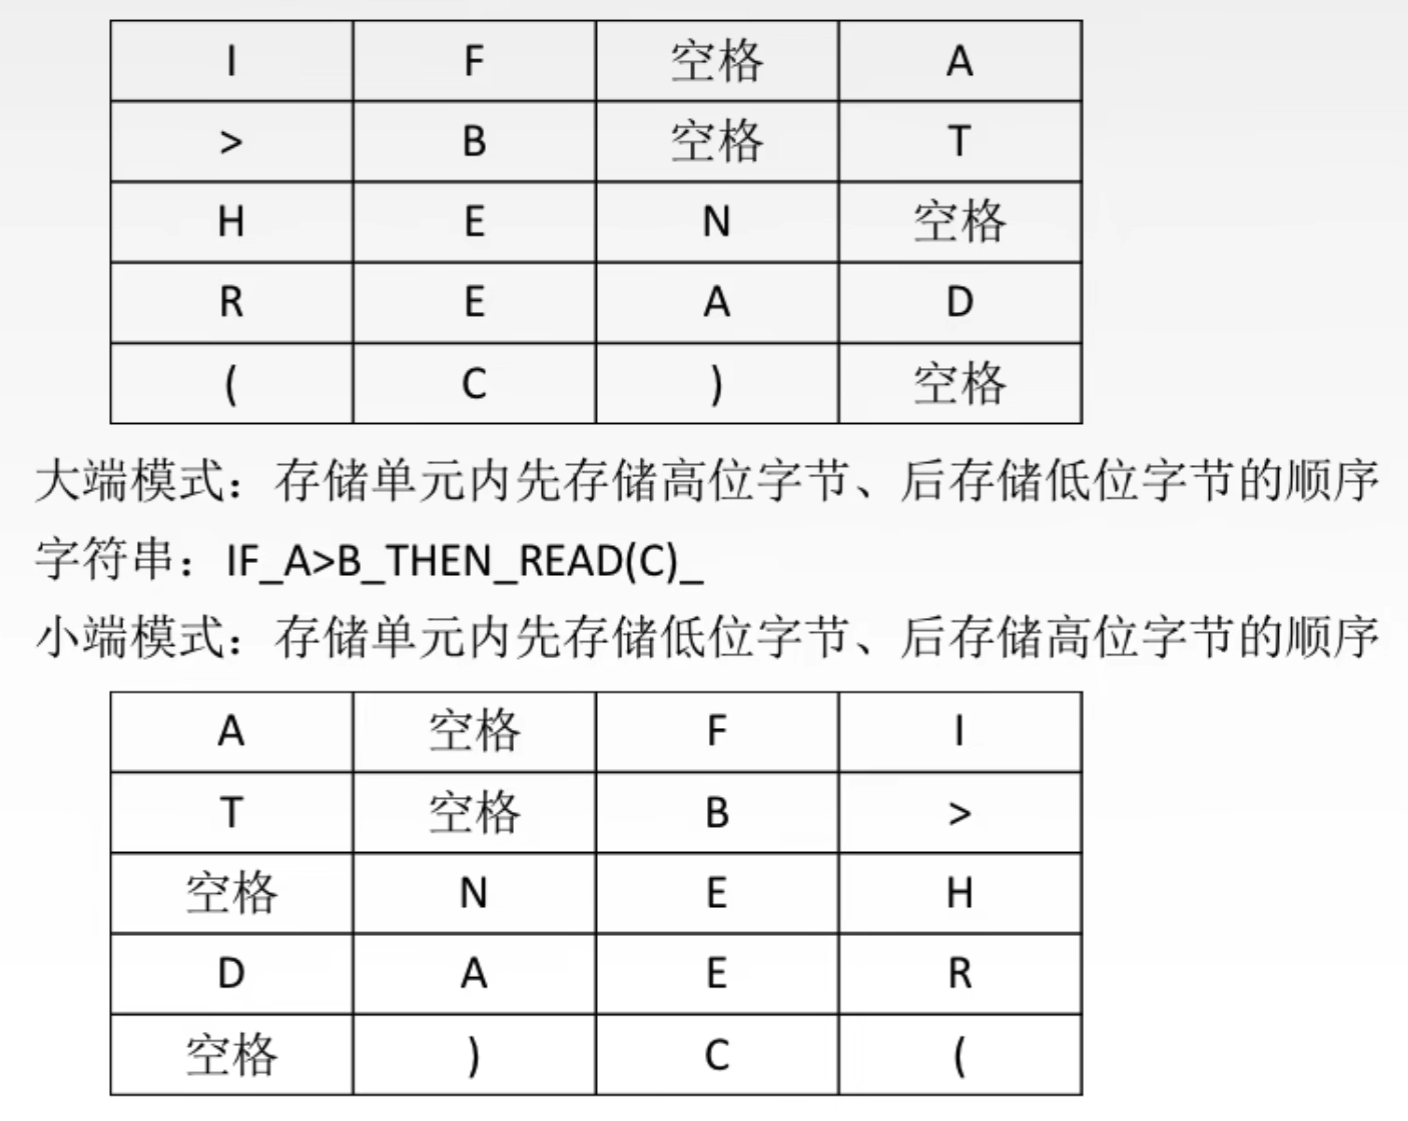 I F 空格 A
> B 空格 T
H E N 空格
R E A D
( C ) 空格
大端模式：存储单元内先存储高位字节、后存储低位字节的顺序
字符串：IF_A>B_THEN_READ(C)_
小端模式：存储单元内先存储低位字节、后存储高位字节的顺序
A 空格 F I
T 空格 B >
空格 N E H
D A E R
空格 ) C (